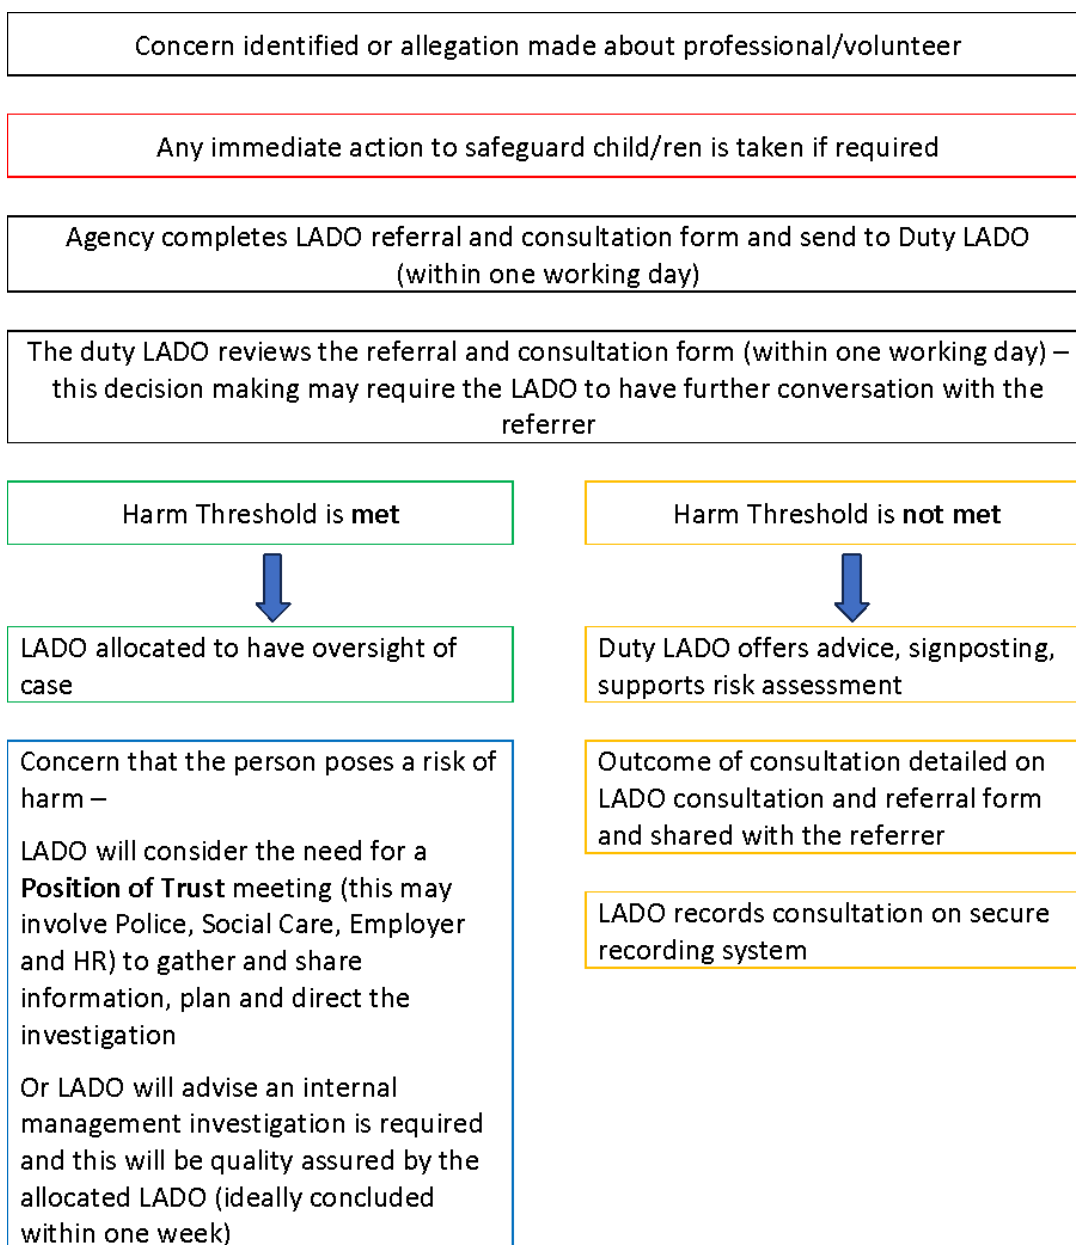 Concern identified or allegation made about professional/volunteer
Any immediate action to safeguard child/ren is taken if required
Agency completes LADO referral and consultation form and send to Duty LADO
(within one working day)
The duty LADO reviews the referral and consultation form (within one working day) –
this decision making may require the LADO to have further conversation with the
referrer
Harm Threshold is met
LADO allocated to have oversight of
case
Concern that the person poses a risk of
harm –
LADO will consider the need for a
Position of Trust meeting (this may
involve Police, Social Care, Employer
and HR) to gather and share
information, plan and direct the
investigation
Or LADO will advise an internal
management investigation is required
and this will be quality assured by the
allocated LADO (ideally concluded
within one week)
Harm Threshold is not met
Duty LADO offers advice, signposting,
supports risk assessment
Outcome of consultation detailed on
LADO consultation and referral form
and shared with the referrer
LADO records consultation on secure
recording system